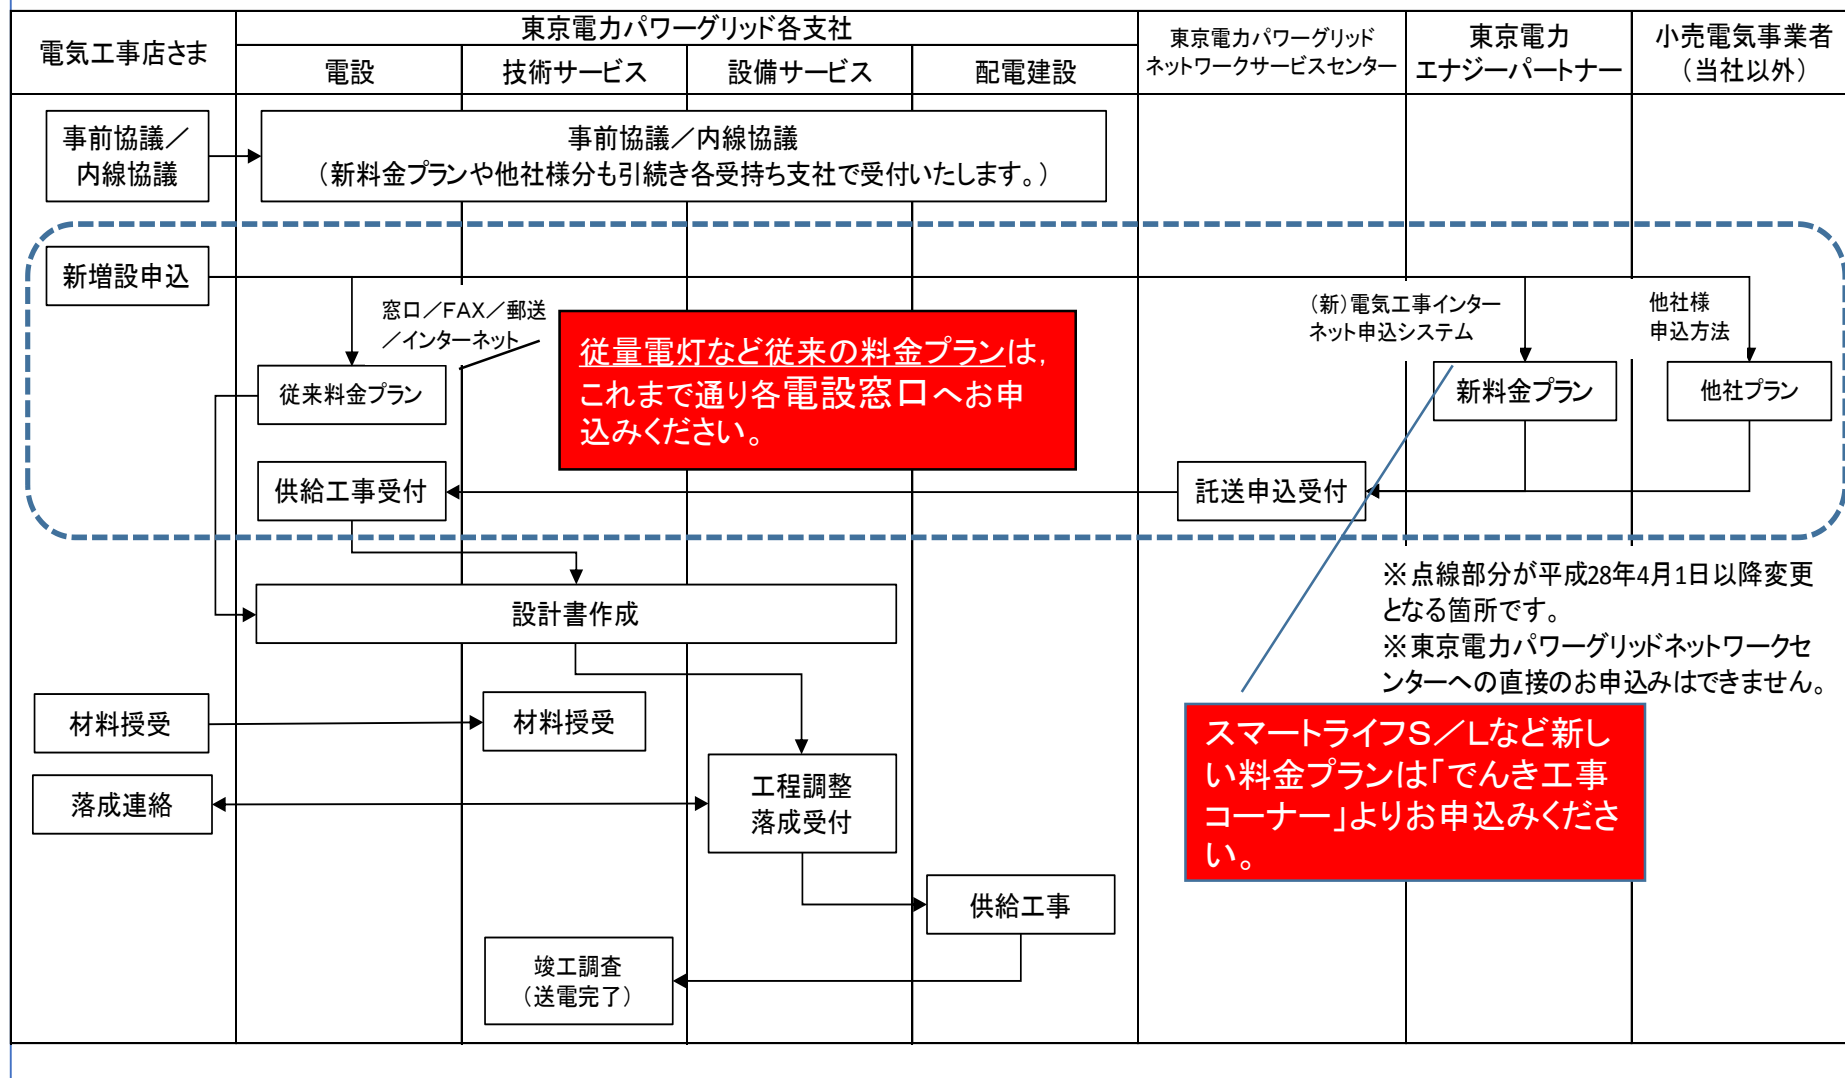 電気工事店さま
東京電力パワーグリッド各支社
電設
技術サービス
設備サービス
配電建設
東京電力パワーグリッド
ネットワークサービスセンター
東京電力
エナジーパートナー
小売電気事業者
（当社以外）
事前協議／
内線協議
事前協議／内線協議
（新料金プランや他社様分も引続き各受持ち支社で受付いたします。）
新増設申込
窓口／FAX／郵送
／インターネット
従量電灯など従来の料金プランは，
これまで通り各電設窓口へお申
込みください。
（新）電気工事インター
ネット申込システム
他社様
申込方法
従来料金プラン
新料金プラン
他社プラン
供給工事受付
託送申込受付
※点線部分が平成28年4月1日以降変更
となる箇所です。
※東京電力パワーグリッドネットワークセ
ンターへの直接のお申込みはできません。
設計書作成
材料授受
材料授受
スマートライフS／Lなど新し
い料金プランは「でんき工事
コーナー」よりお申込みくださ
い。
落成連絡
工程調整
落成受付
供給工事
竣工調査
（送電完了）